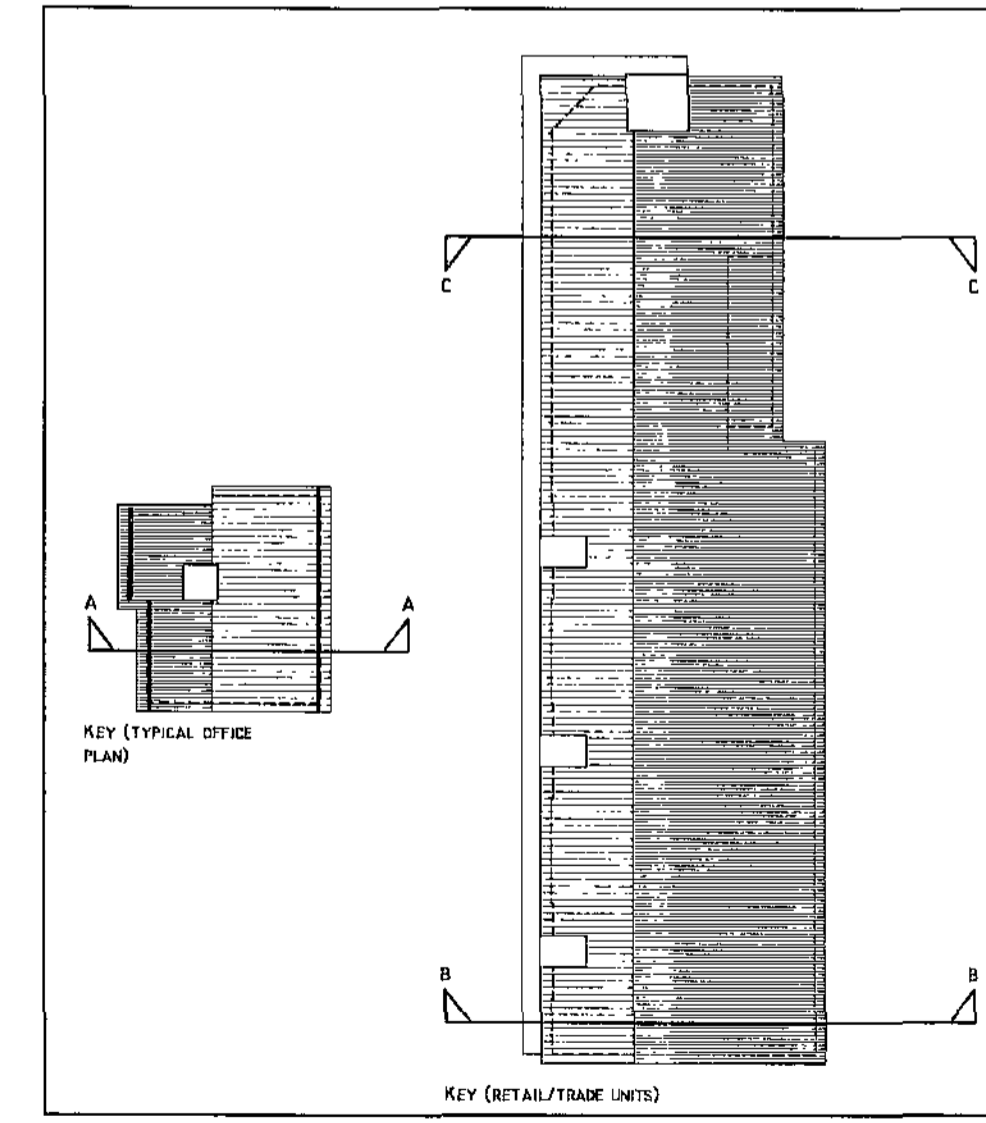 C C
A A
KEY (TYPICAL OFFICE
PLAN)
B B
KEY (RETAIL/TRADE UNITS)